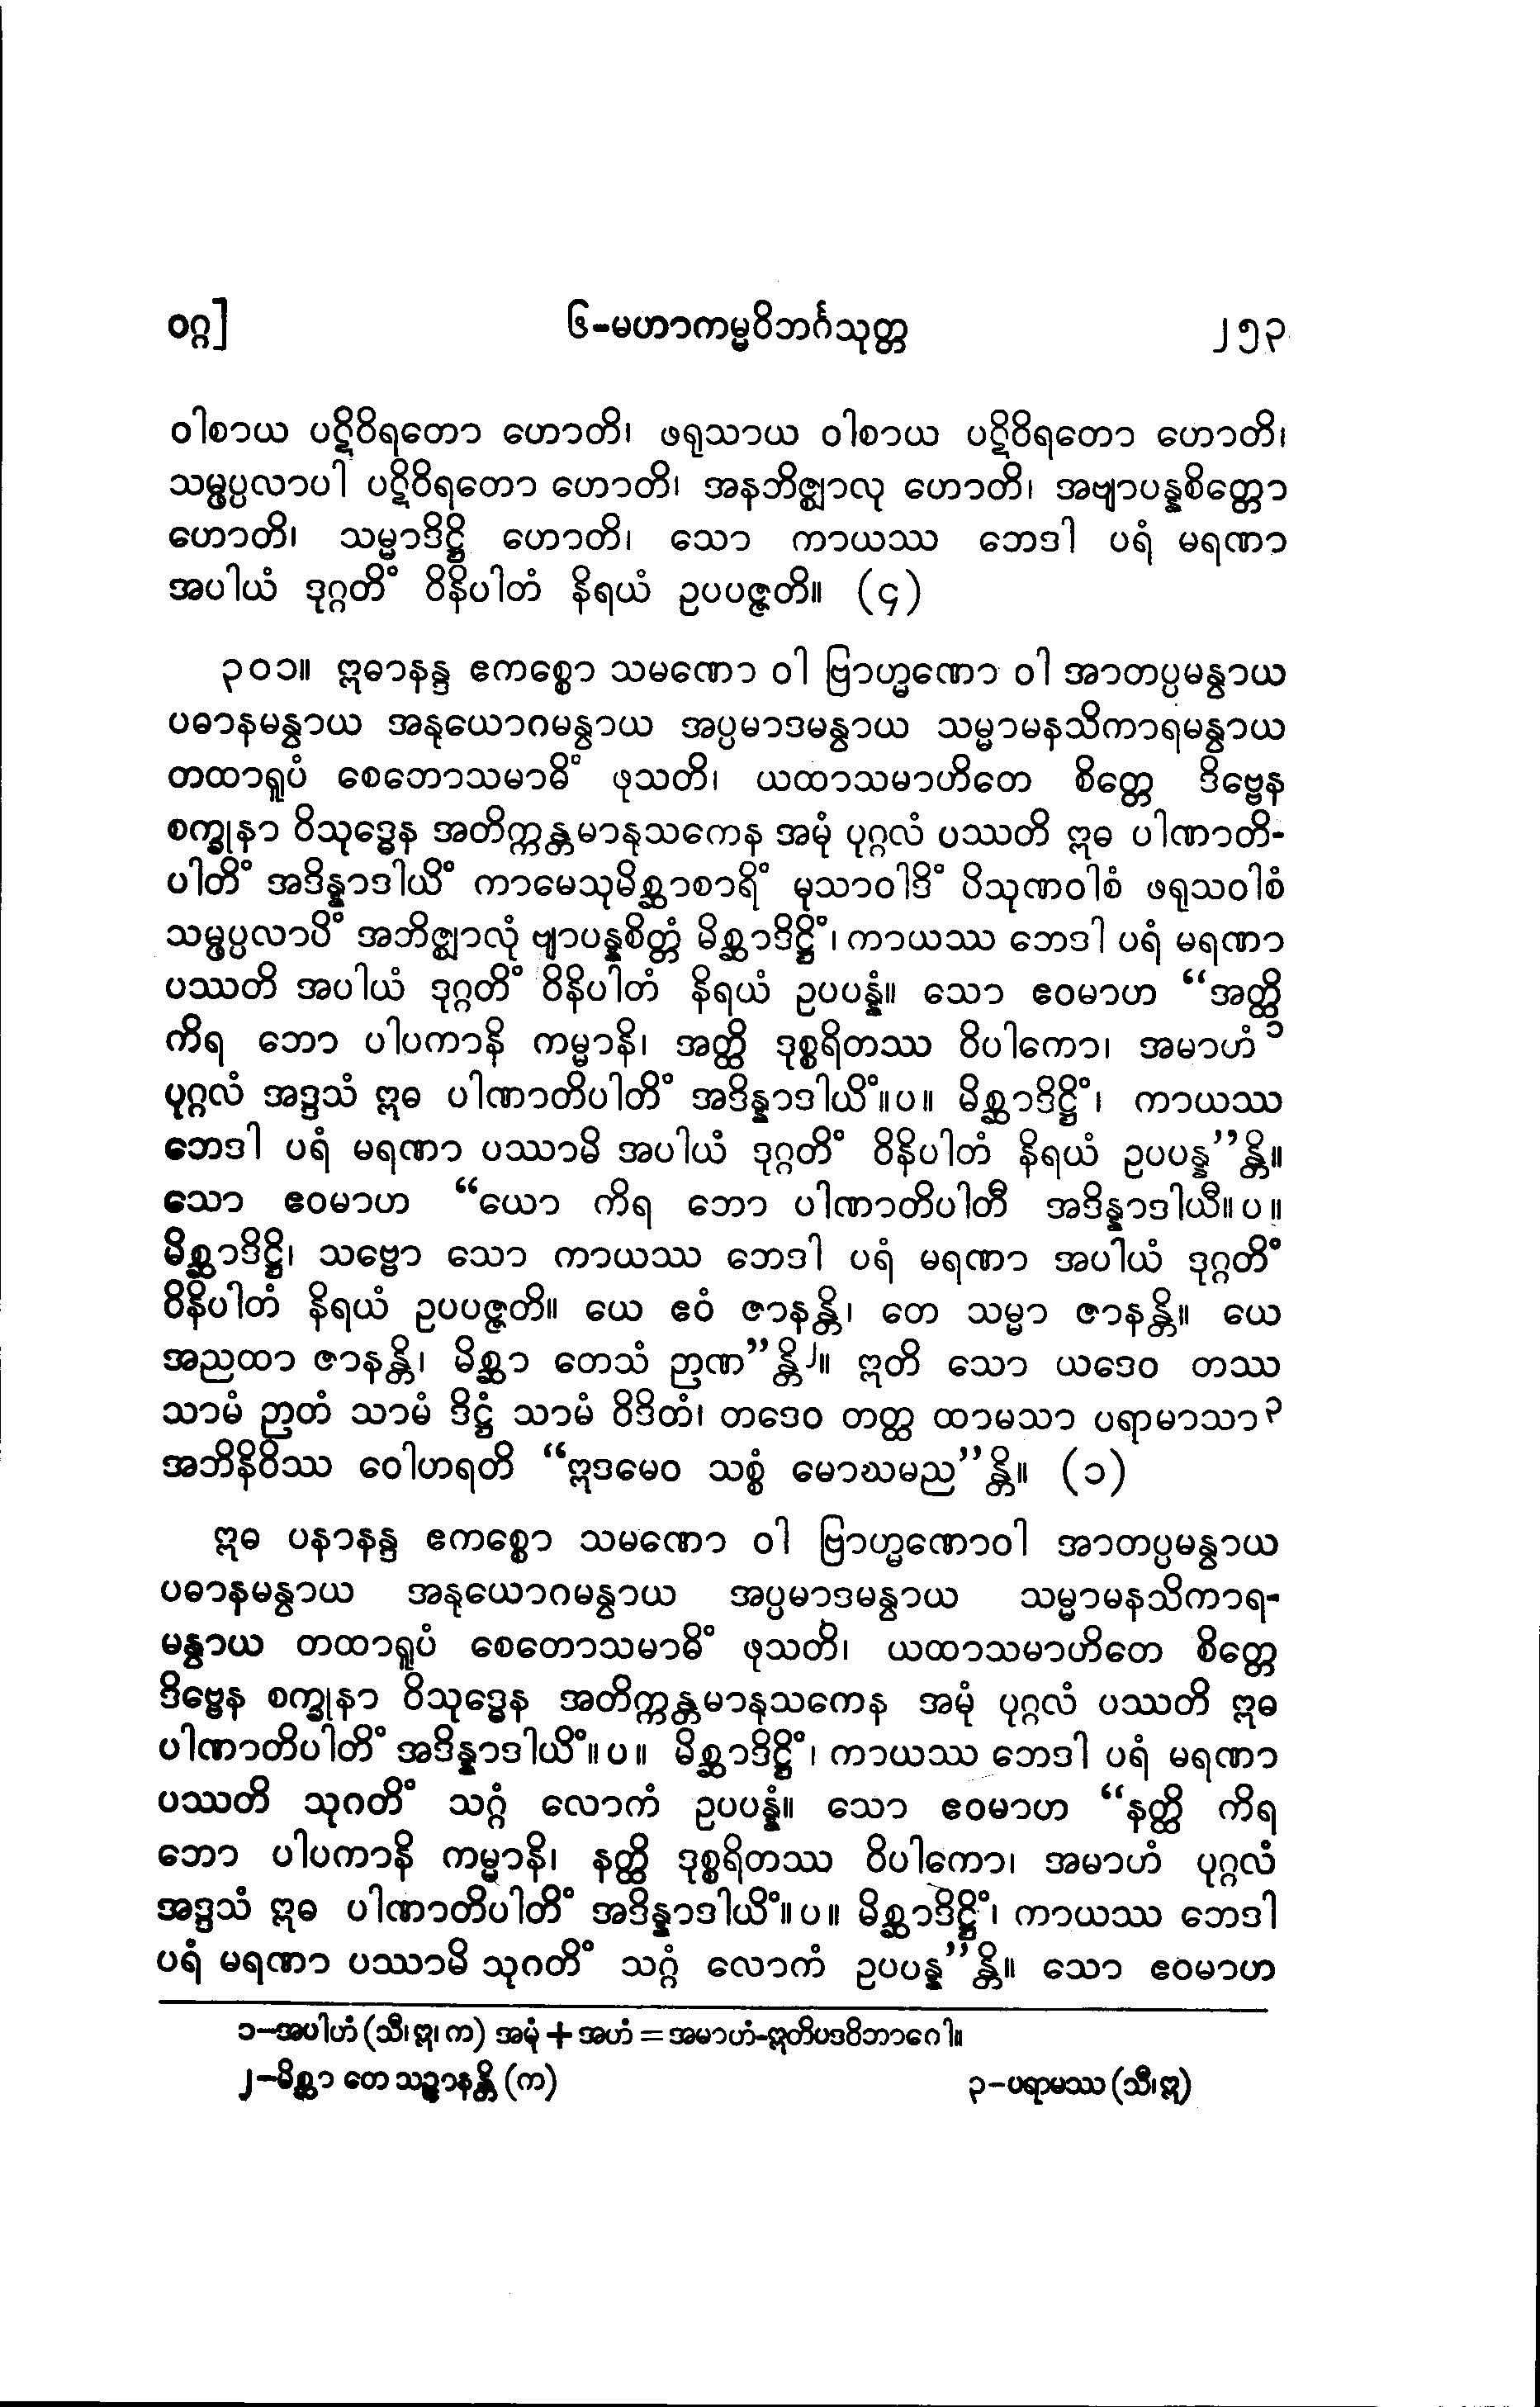 ဝဂ္ဂ]
၆-မဟာကမ္မဝိဘင်္ဂသုတ္တ
၂၅၃
ဝါစာယ ပဋိဝိရတော ဟောတိ၊ ဖရုသာယ ဝါစာယ ပဋိဝိရတော ဟောတိ၊
သမ္ဖပ္ပလာပါ ပဋိဝိရတော ဟောတိ၊ အနဘိဇ္ဈာလု ဟောတိ၊ အဗျာပန္နစိတ္တော
ဟောတိ၊ သမ္မာဒိဋ္ဌိ ဟောတိ၊ သော ကာယဿ ဘေဒါ ပရံ မရဏာ
အပါယံ ဒုဂ္ဂတိံ ဝိနိပါတံ နိရယံ ဥပပဇ္ဇတိ။ (၄)
၃၀၁။ ဣဓာနန္ဒ ဧကစ္စော သမဏော ဝါ ဗြာဟ္မဏော ဝါ အာတပ္ပမန္ဝာယ
ပဓာနမန္ဝာယ အနုယောဂမန္ဝာယ အပ္ပမာဒမန္ဝာယ သမ္မာမနသိကာရမန္ဝာယ
တထာရူပံ စေဘောသမာဓိံ ဖုသတိ၊ ယထာသမာဟိတေ စိတ္တေ ဒိဗ္ဗေန
စက္ခုနာ ဝိသုဒ္ဓေန အတိက္ကန္တမာနုသကေန အမုံ ပုဂ္ဂလံ ပဿတိ ဣဓ ပါဏာတိ-
ပါတိံ အဒိန္နာဒါယိံ ကာမေသုမိစ္ဆာစာရိံ မုသာဝါဒိံ ပိသုဏဝါစံ ဖရုသဝါစံ
သမ္ဖပ္ပလာပိံ အဘိဇ္ဈာလုံ ဗျာပန္နစိတ္တံ မိစ္ဆာဒိဋ္ဌိံ၊ ကာယဿ ဘေဒါ ပရံ မရဏာ
ပဿတိ အပါယံ ဒုဂ္ဂတိံ ဝိနိပါတံ နိရယံ ဥပပန္နံ။ သော ဧဝမာဟ “အတ္ထိ
ကိရ ဘော ပါပကာနိ ကမ္မာနိ၊ အတ္ထိ ဒုစ္စရိတဿ ဝိပါကော၊ အမာဟံ ၁
ပုဂ္ဂလံ အဒ္ဒသံ ဣဓ ပါဏာတိပါတိံ အဒိန္နာဒါယိံ။ပ။ မိစ္ဆာဒိဋ္ဌိံ၊ ကာယဿ
ဘေဒါ ပရံ မရဏာ ပဿာမိ အပါယံ ဒုဂ္ဂတိံ ဝိနိပါတံ နိရယံ ဥပပန္န”န္တိ။
သော ဧဝမာဟ “ယော ကိရ ဘော ပါဏာတိပါတီ အဒိန္နာဒါယီ။ပ။
မိစ္ဆာဒိဋ္ဌိ၊ သဗ္ဗော သော ကာယဿ ဘေဒါ ပရံ မရဏာ အပါယံ ဒုဂ္ဂတိံ
ဝိနိပါတံ နိရယံ ဥပပဇ္ဇတိ။ ယေ ဧဝံ ဇာနန္တိ၊ တေ သမ္မာ ဇာနန္တိ။ ယေ
အညထာ ဇာနန္တိ၊ မိစ္ဆာ တေသံ ဉာဏ”န္တိ၂။ ဣတိ သော ယဒေဝ တဿ
သာမံ ဉာတံ သာမံ ဒိဋ္ဌံ သာမံ ဝိဒိတံ၊ တဒေဝ တတ္ထ ထာမသာ ပရာမာသာ၃
အဘိနိဝိဿ ဝေါဟရတိ “ဣဒမေဝ သစ္စံ မောဃမည”န္တိ။ (၁)
ဣဓ ပနာနန္ဒ ဧကစ္စော သမဏော ဝါ ဗြာဟ္မဏောဝါ အာတပ္ပမန္ဝာယ
ပဓာနမန္ဝာယ အနုယောဂမန္ဝာယ အပ္ပမာဒမန္ဝာယ သမ္မာမနသိကာရ-
မန္ဝာယ တထာရူပံ စေတောသမာဓိံ ဖုသတိ၊ ယထာသမာဟိတေ စိတ္တေ
ဒိဗ္ဗေန စက္ခုနာ ဝိသုဒ္ဓေန အတိက္ကန္တမာနုသကေန အမုံ ပုဂ္ဂလံ ပဿတိ ဣဓ
ပါဏာတိပါတိံ အဒိန္နာဒါယိံ။ပ။ မိစ္ဆာဒိဋ္ဌိံ၊ ကာယဿ ဘေဒါ ပရံ မရဏာ
ပဿတိ သုဂတိံ သဂ္ဂံ လောကံ ဥပပန္နံ။ သော ဧဝမာဟ “နတ္ထိ ကိရ
ဘော ပါပကာနိ ကမ္မာနိ၊ နတ္ထိ ဒုစ္စရိတဿ ဝိပါကော၊ အမာဟံ ပုဂ္ဂလံ
အဒ္ဒသံ ဣဓ ပါဏာတိပါတိံ အဒိန္နာဒါယိံ။ပ။ မိစ္ဆာဒိဋ္ဌိံ၊ ကာယဿ ဘေဒါ
ပရံ မရဏာ ပဿာမိ သုဂတိံ သဂ္ဂံ လောကံ ဥပပန္န”န္တိ။ သော ဧဝမာဟ
၁-အပါဟံ (သီ၊ ဣ၊ က) အမုံ + အဟံ = အမာဟံ-ဣတိပဒဝိဘာဂေါ။
၂-မိစ္ဆာ တေ သဉ္ဇာနန္တိ (က)
၃-ပရာမဿ (သီ၊ ဣ)